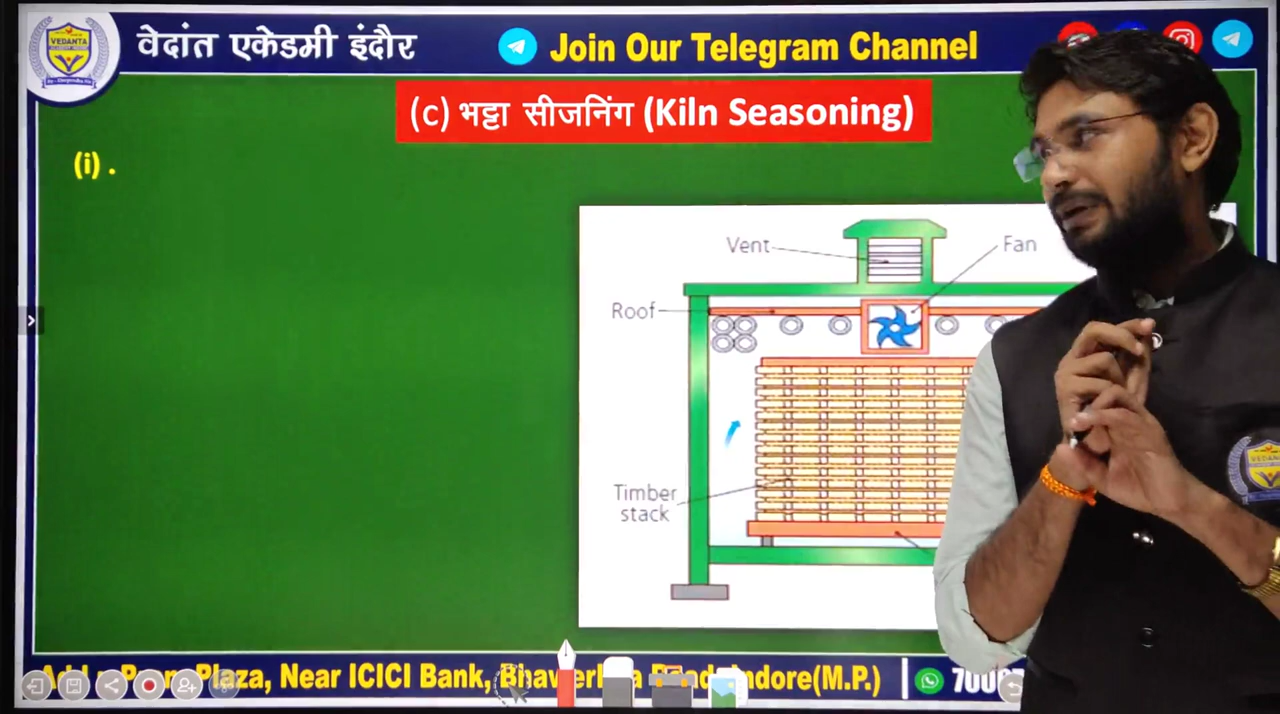 VEDANTA
वेदांत एकेडमी इंदौर
Join Our Telegram Channel
(c) भट्टा सीजनिंग (Kiln Seasoning)
(i) .
Vent
Fan
Roof
Timber
stack
Plaza, Near ICICI Bank,
ndore(M.P.)
VEDAN